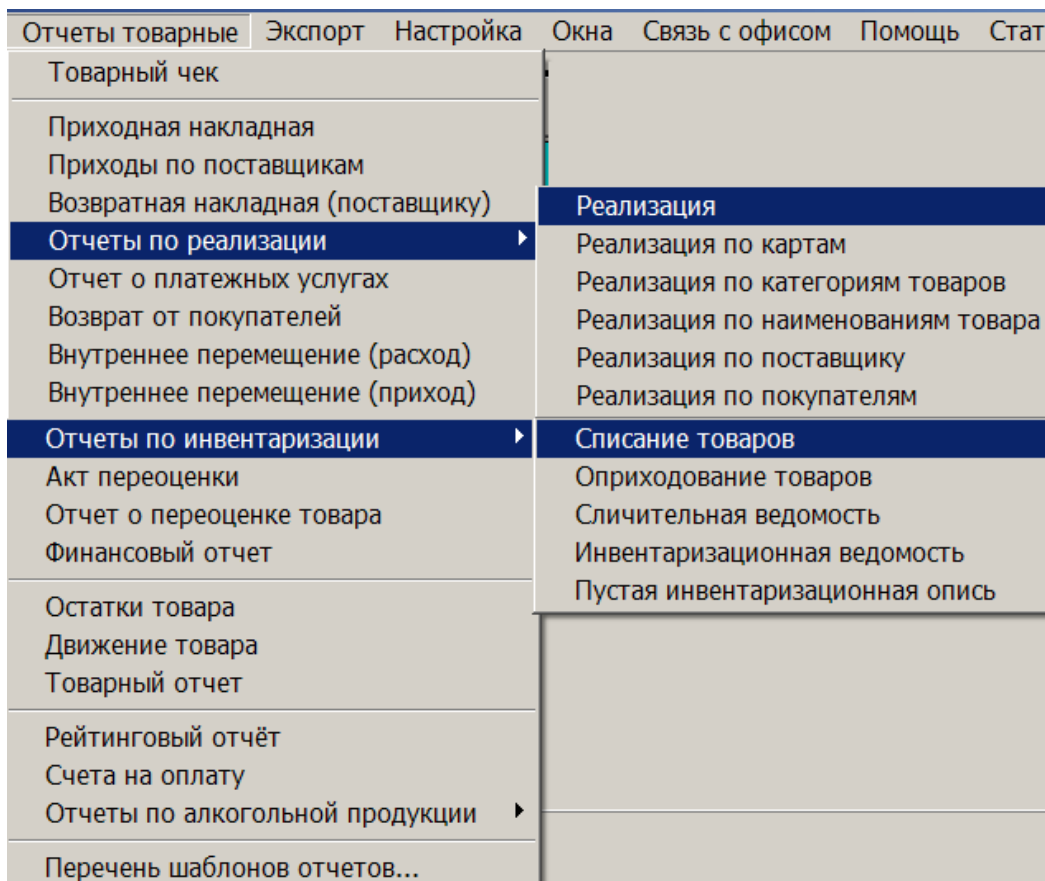 Отчеты товарные Экспорт Настройка Окна Связь с офисом Помощь Стат
Товарный чек
Приходная накладная
Приходы по поставщикам
Возвратная накладная (поставщику)
Отчеты по реализации
Отчет о платежных услугах
Возврат от покупателей
Внутреннее перемещение (расход)
Внутреннее перемещение (приход)
Отчеты по инвентаризации
Акт переоценки
Отчет о переоценке товара
Финансовый отчет
Остатки товара
Движение товара
Товарный отчет
Рейтинговый отчёт
Счета на оплату
Отчеты по алкогольной продукции
Перечень шаблонов отчетов...
Реализация
Реализация по картам
Реализация по категориям товаров
Реализация по наименованиям товара
Реализация по поставщику
Реализация по покупателям
Списание товаров
Оприходование товаров
Сличительная ведомость
Инвентаризационная ведомость
Пустая инвентаризационная опись